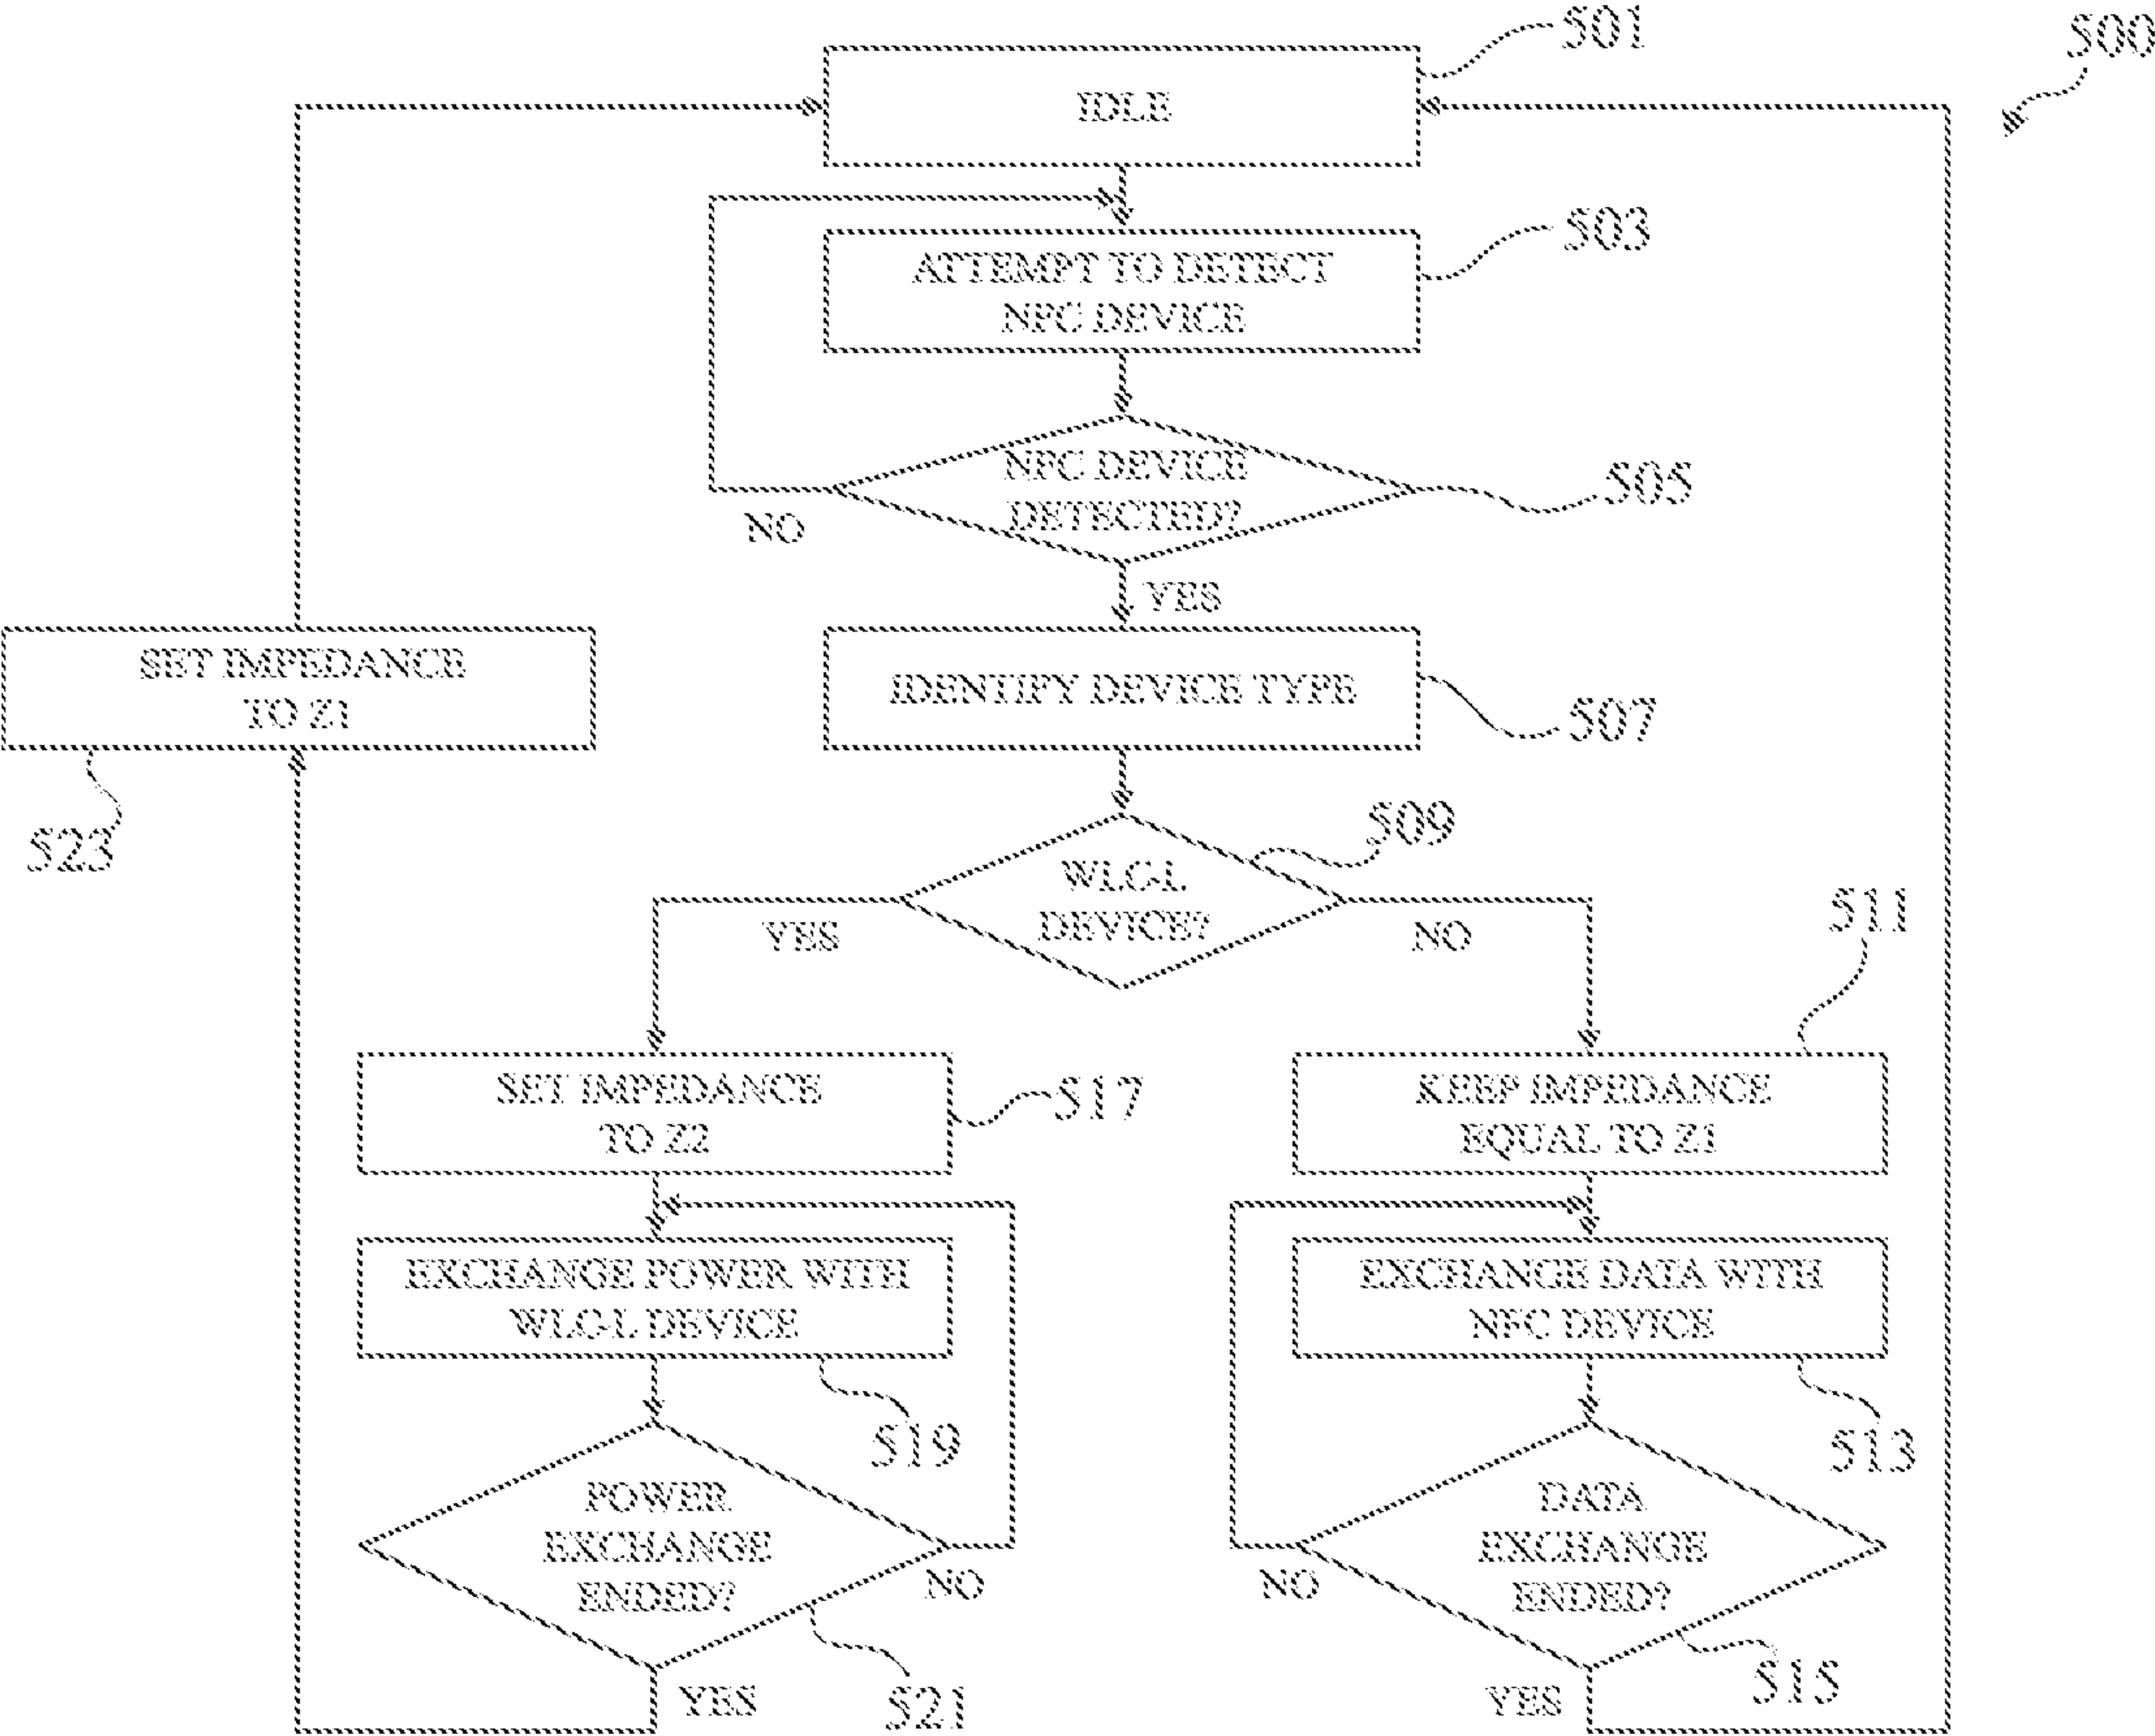 501
500
IDLE
503
ATTEMPT TO DETECT
NFC DEVICE
NFC DEVICE
DETECTED?
505
NO
YES
SET IMPEDANCE
TO Z1
523
IDENTIFY DEVICE TYPE
507
509
WLG-L
DEVICE?
YES
NO
511
SET IMPEDANCE
TO Z2
517
KEEP IMPEDANCE
EQUAL TO Z1
EXCHANGE POWER WITH
WLG-L DEVICE
519
EXCHANGE DATA WITH
NFC DEVICE
513
POWER
EXCHANGE
ENDED?
NO
YES
521
DATA
EXCHANGE
ENDED?
NO
YES
515